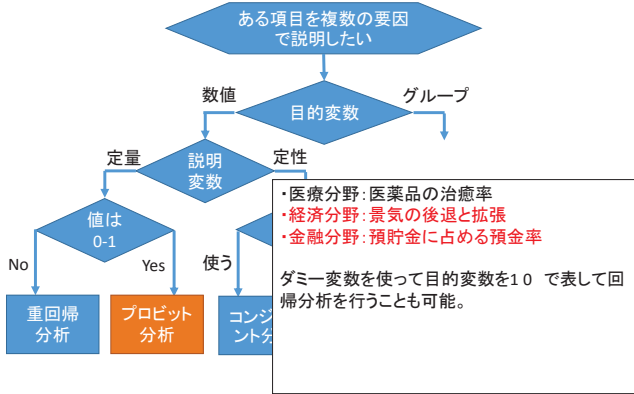 ある項目を複数の要因
で説明したい
数値
目的変数
グループ
定量
説明
変数
定性
値は
0-1
No
Yes
使う
重回帰
分析
プロビット
分析
コンジ
ント分
・医療分野:医薬品の治癒率
・経済分野:景気の後退と拡張
・金融分野:預貯金に占める預金率
ダミー変数を使って目的変数を1 0 で表して回
帰分析を行うことも可能。